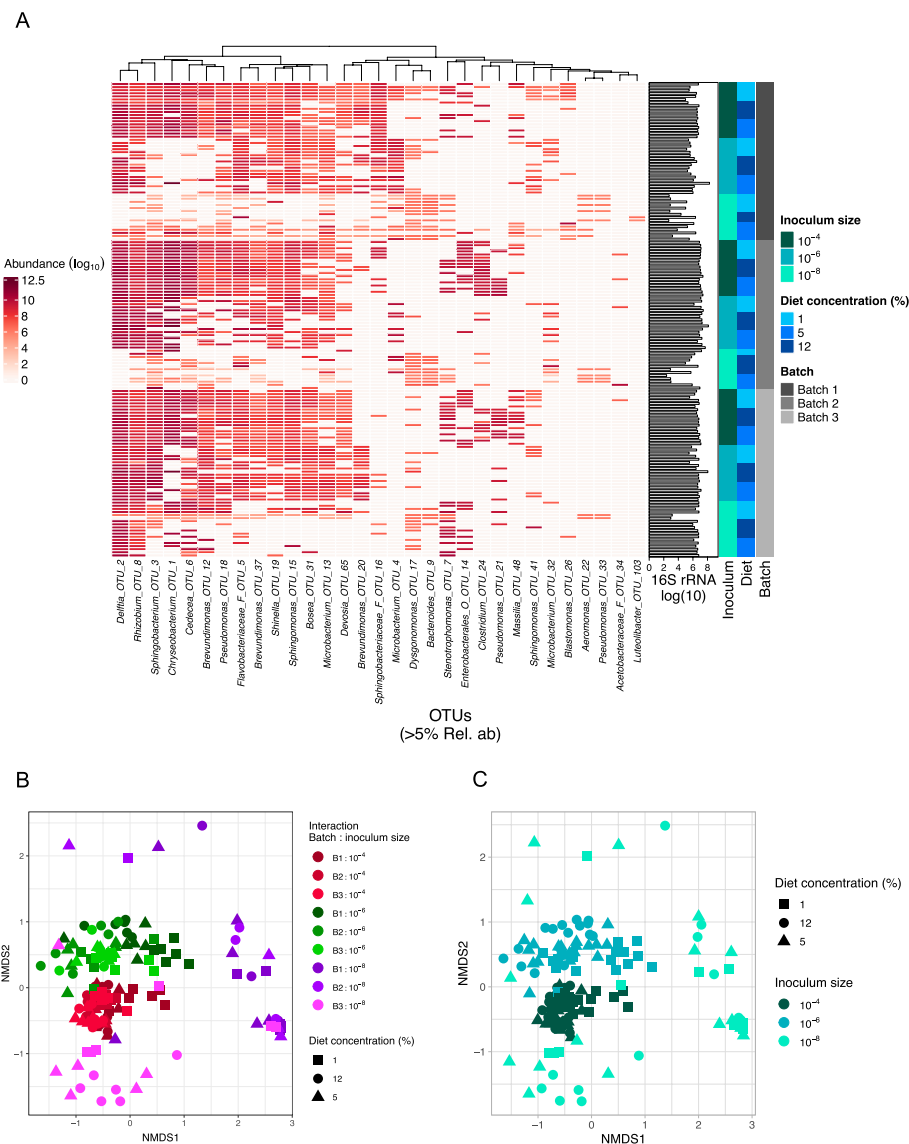 A
Abundance (log10)
12.5
10
8
6
4
2
0
Inoculum size
10⁻⁴
10⁻⁶
10⁻⁸
Diet concentration (%)
1
5
12
Batch
Batch 1
Batch 2
Batch 3
Delftia_OTU_2
Rhizobium_OTU_8
Sphingobacterium_OTU_3
Chryseobacterium_OTU_1
Cedecea_OTU_6
Brevundimonas_OTU_12
Pseudomonas_OTU_18
Flavobacteriaceae_F_OTU_5
Brevundimonas_OTU_37
Shinella_OTU_19
Sphingomonas_OTU_15
Bosea_OTU_31
Microbacterium_OTU_13
Devosia_OTU_65
Brevundimonas_OTU_20
Sphingobacteriaceae_F_OTU_16
Microbacterium_OTU_4
Dysgonomonas_OTU_17
Bacteroides_OTU_9
Stenotrophomonas_OTU_7
Enterobacterales_O_OTU_14
Clostridium_OTU_24
Pseudomonas_OTU_21
Massilia_OTU_48
Sphingomonas_OTU_41
Microbacterium_OTU_32
Blastomonas_OTU_26
Aeromonas_OTU_22
Pseudomonas_OTU_33
Acetobacteraceae_F_OTU_34
Luteolibacter_OTU_103
0 2 4 6 8
16S rRNA
log(10)
Inoculum
Diet
Batch
OTUs
(>5% Rel. ab)
B
NMDS2
2
1
0
−1
−1 0 1 2 3
NMDS1
Interaction
Batch : inoculum size
B1 : 10⁻⁴
B2 : 10⁻⁴
B3 : 10⁻⁴
B1 : 10⁻⁶
B2 : 10⁻⁶
B3 : 10⁻⁶
B1 : 10⁻⁸
B2 : 10⁻⁸
B3 : 10⁻⁸
Diet concentration (%)
1
12
5
C
NMDS2
2
1
0
−1
−1 0 1 2 3
NMDS1
Diet concentration (%)
1
12
5
Inoculum size
10⁻⁴
10⁻⁶
10⁻⁸